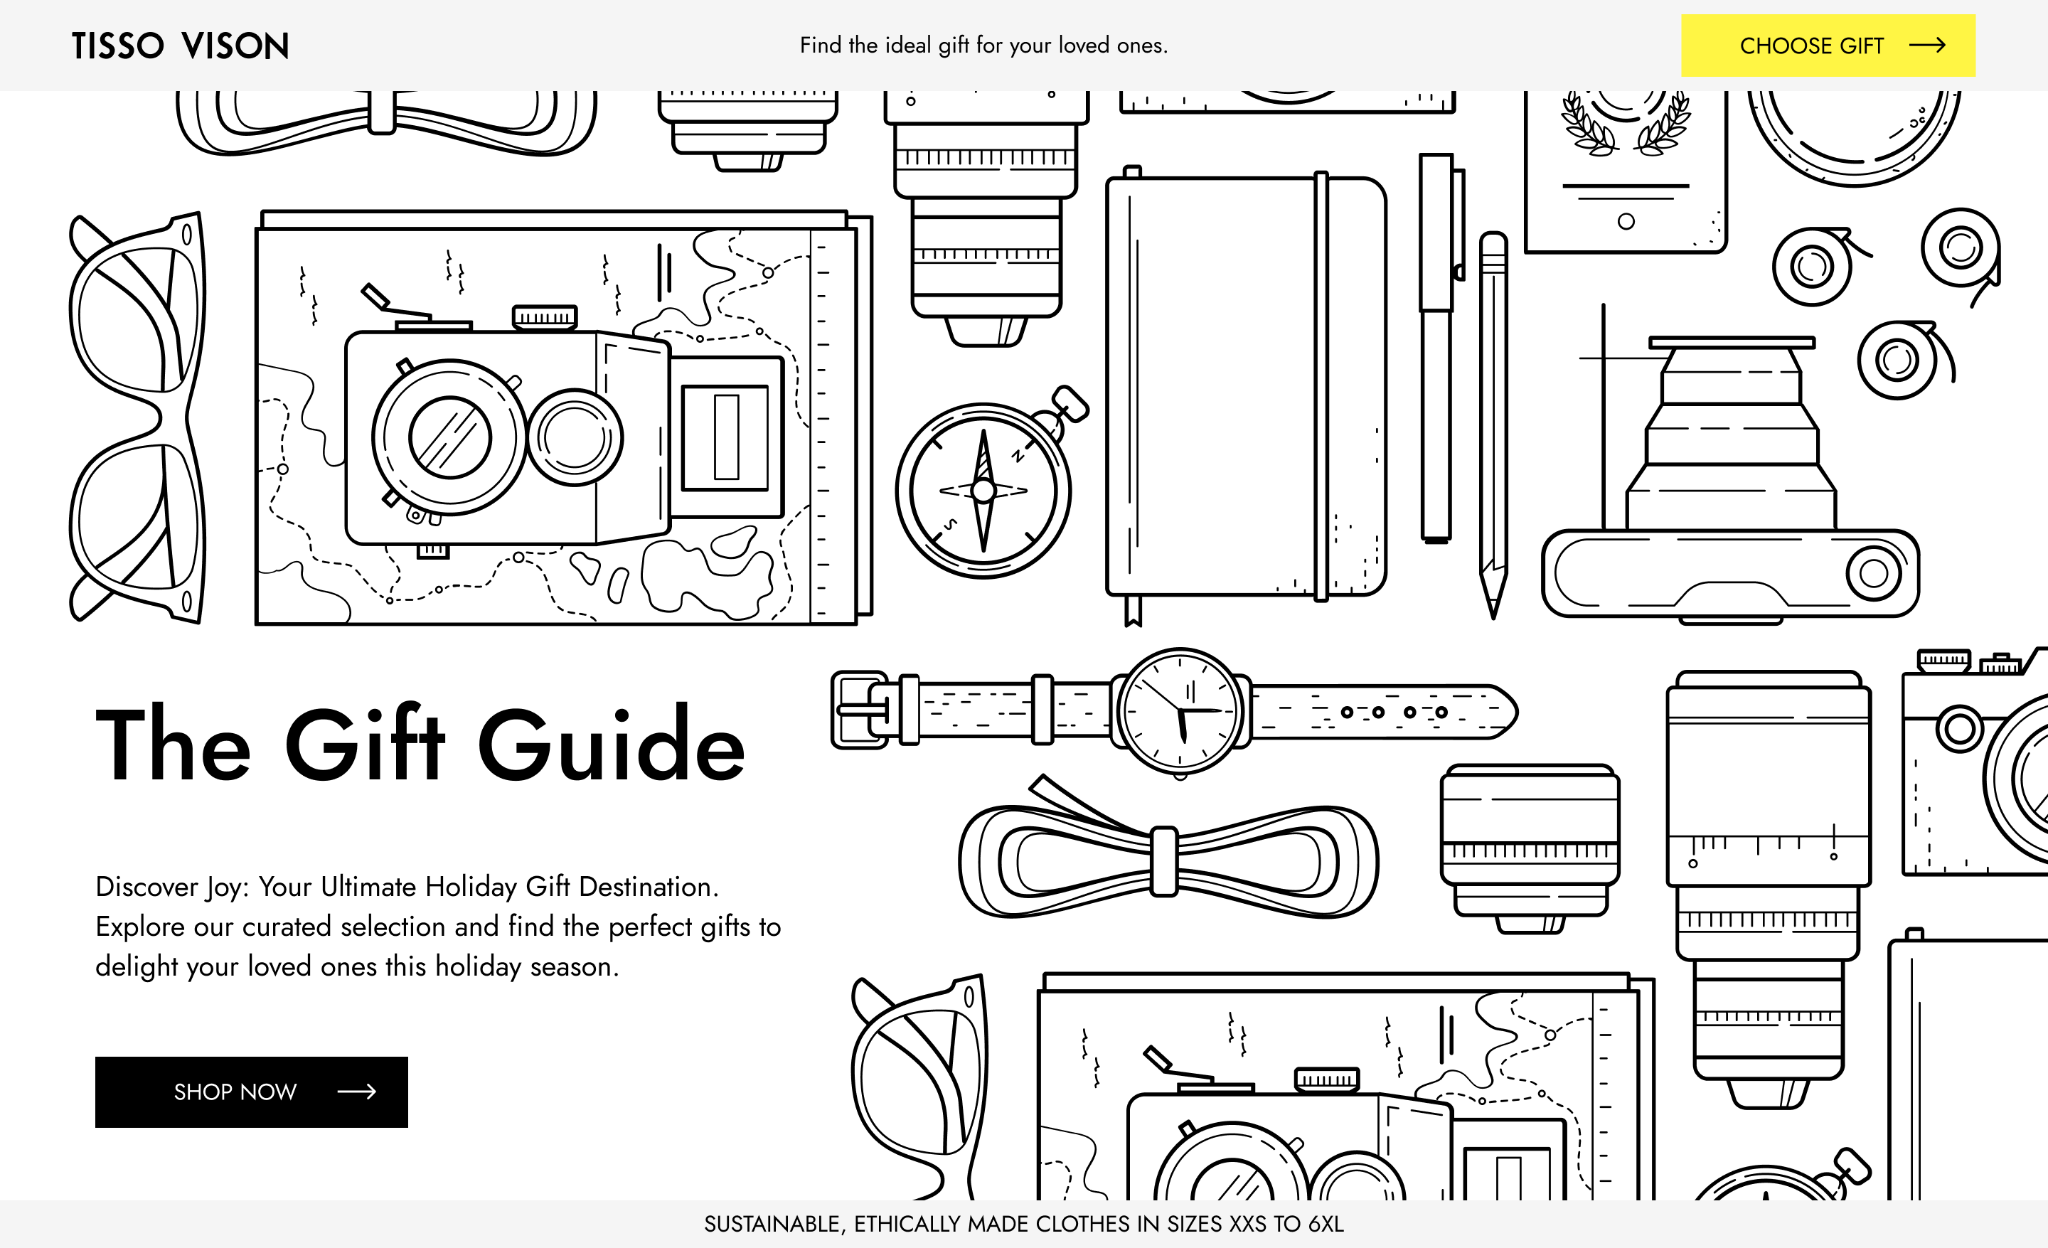 TISSO VISON
Find the ideal gift for your loved ones.
CHOOSE GIFT
N
S
The Gift Guide
Discover Joy: Your Ultimate Holiday Gift Destination.
Explore our curated selection and find the perfect gifts to
delight your loved ones this holiday season.
SHOP NOW
SUSTAINABLE, ETHICALLY MADE CLOTHES IN SIZES XXS TO 6XL